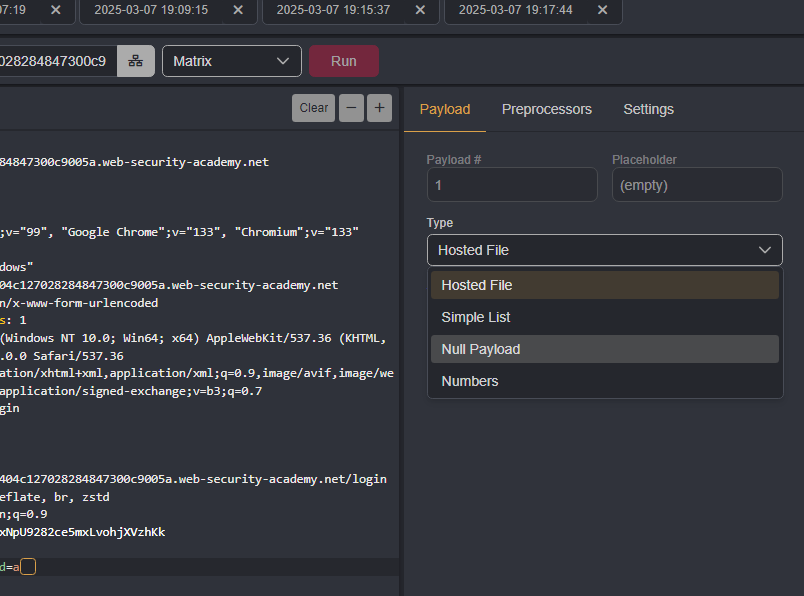 07:19
2025-03-07 19:09:15
2025-03-07 19:15:37
2025-03-07 19:17:44
028284847300c9
Matrix
Run
Clear
Payload
Preprocessors
Settings
84847300c9005a.web-security-academy.net
;v="99", "Google Chrome";v="133", "Chromium";v="133"
dows"
04c127028284847300c9005a.web-security-academy.net
n/x-www-form-urlencoded
s: 1
(Windows NT 10.0; Win64; x64) AppleWebKit/537.36 (KHTML,
.0.0 Safari/537.36
ation/xhtml+xml,application/xml;q=0.9,image/avif,image/we
application/signed-exchange;v=b3;q=0.7
gin
404c127028284847300c9005a.web-security-academy.net/login
eflate, br, zstd
n;q=0.9
xNpU9282ce5mxLvohjXVzhKk
d=a
Payload #
Placeholder
1
(empty)
Type
Hosted File
Hosted File
Simple List
Null Payload
Numbers